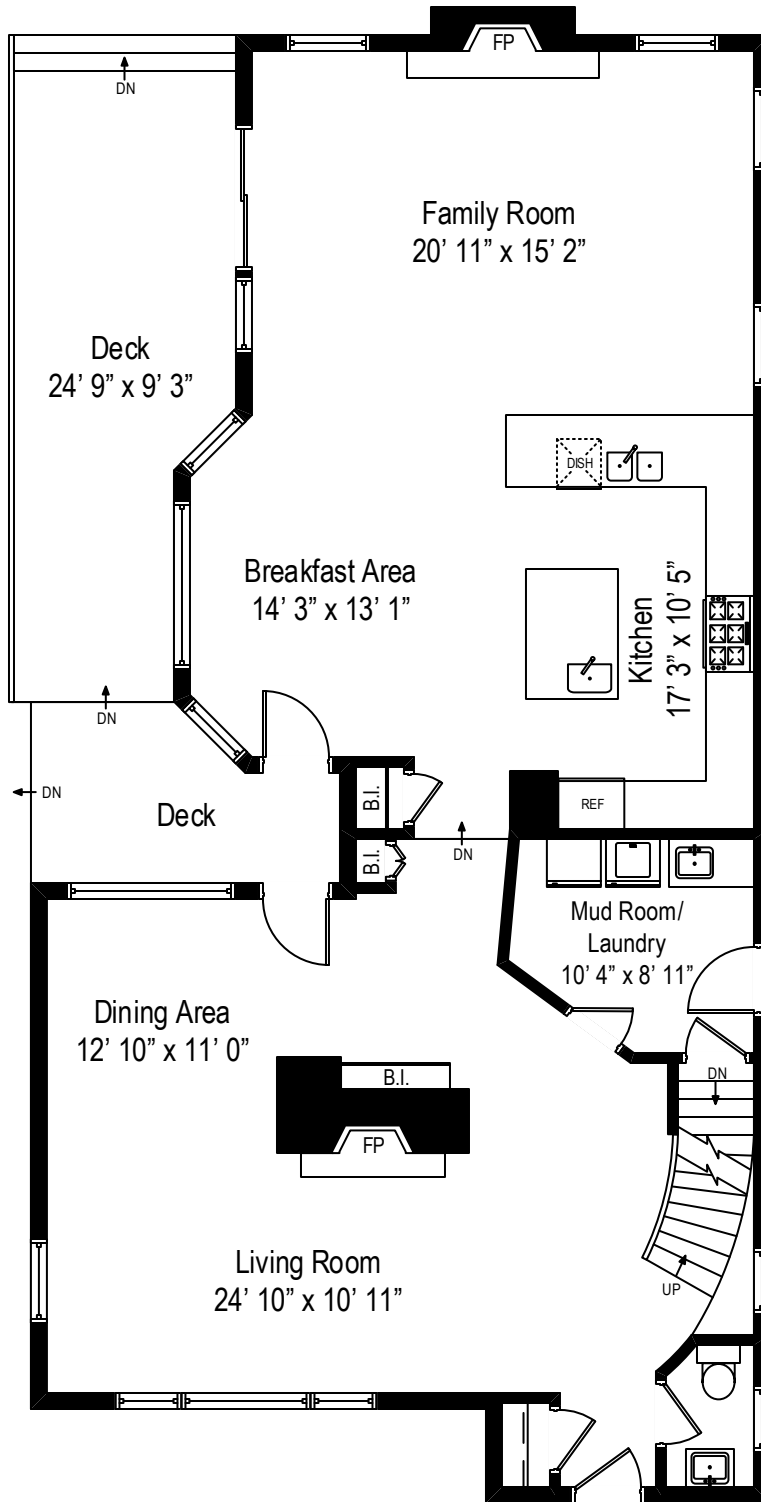 FP
DN
Family Room
20’ 11” x 15’ 2”
Deck
24’ 9” x 9’ 3”
DISH
Breakfast Area
14’ 3” x 13’ 1”
Kitchen
17’ 3” x 10’ 5”
DN
DN
Deck
B.I.
REF
B.I.
DN
Mud Room/
Laundry
10’ 4” x 8’ 11”
Dining Area
12’ 10” x 11’ 0”
B.I.
DN
FP
Living Room
24’ 10” x 10’ 11”
UP